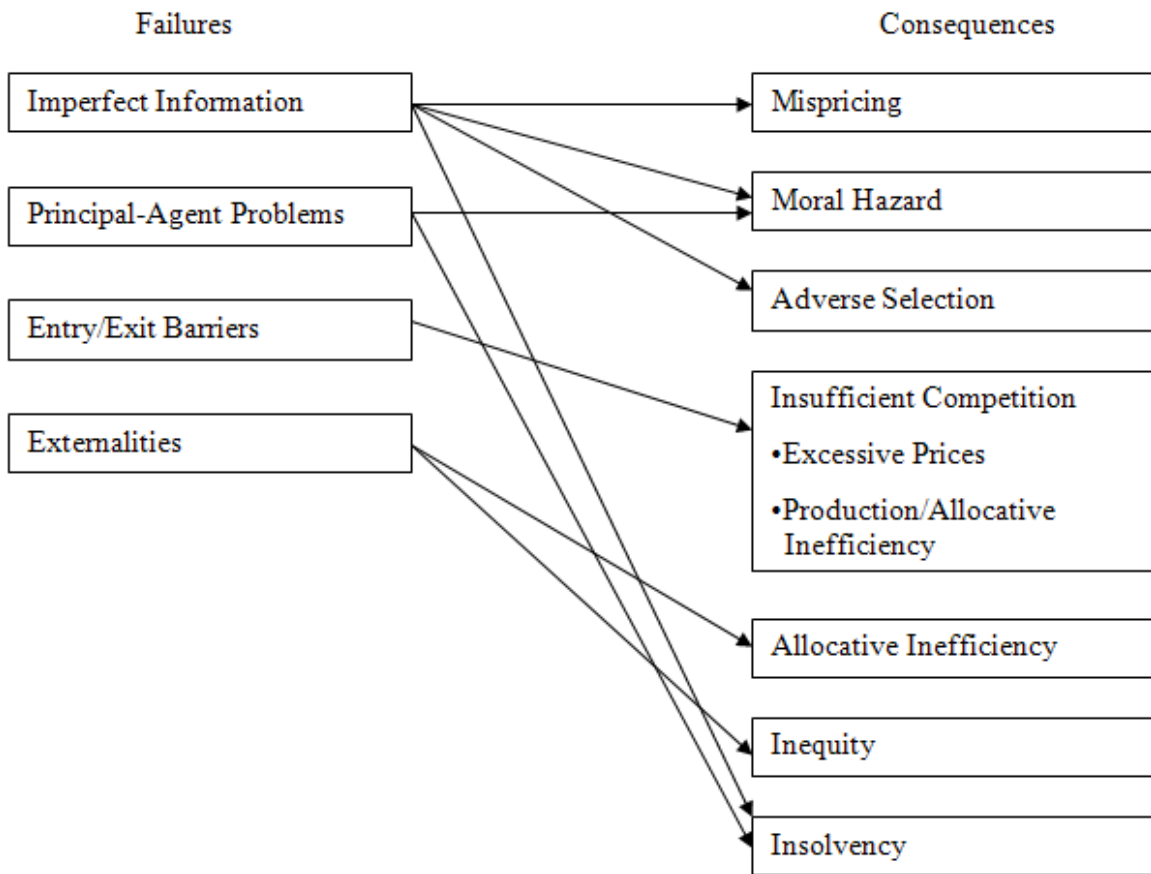 Failures
Consequences
Imperfect Information
Mispricing
Principal-Agent Problems
Moral Hazard
Entry/Exit Barriers
Adverse Selection
Externalities
Insufficient Competition
•Excessive Prices
•Production/Allocative
Inefficiency
Allocative Inefficiency
Inequity
Insolvency